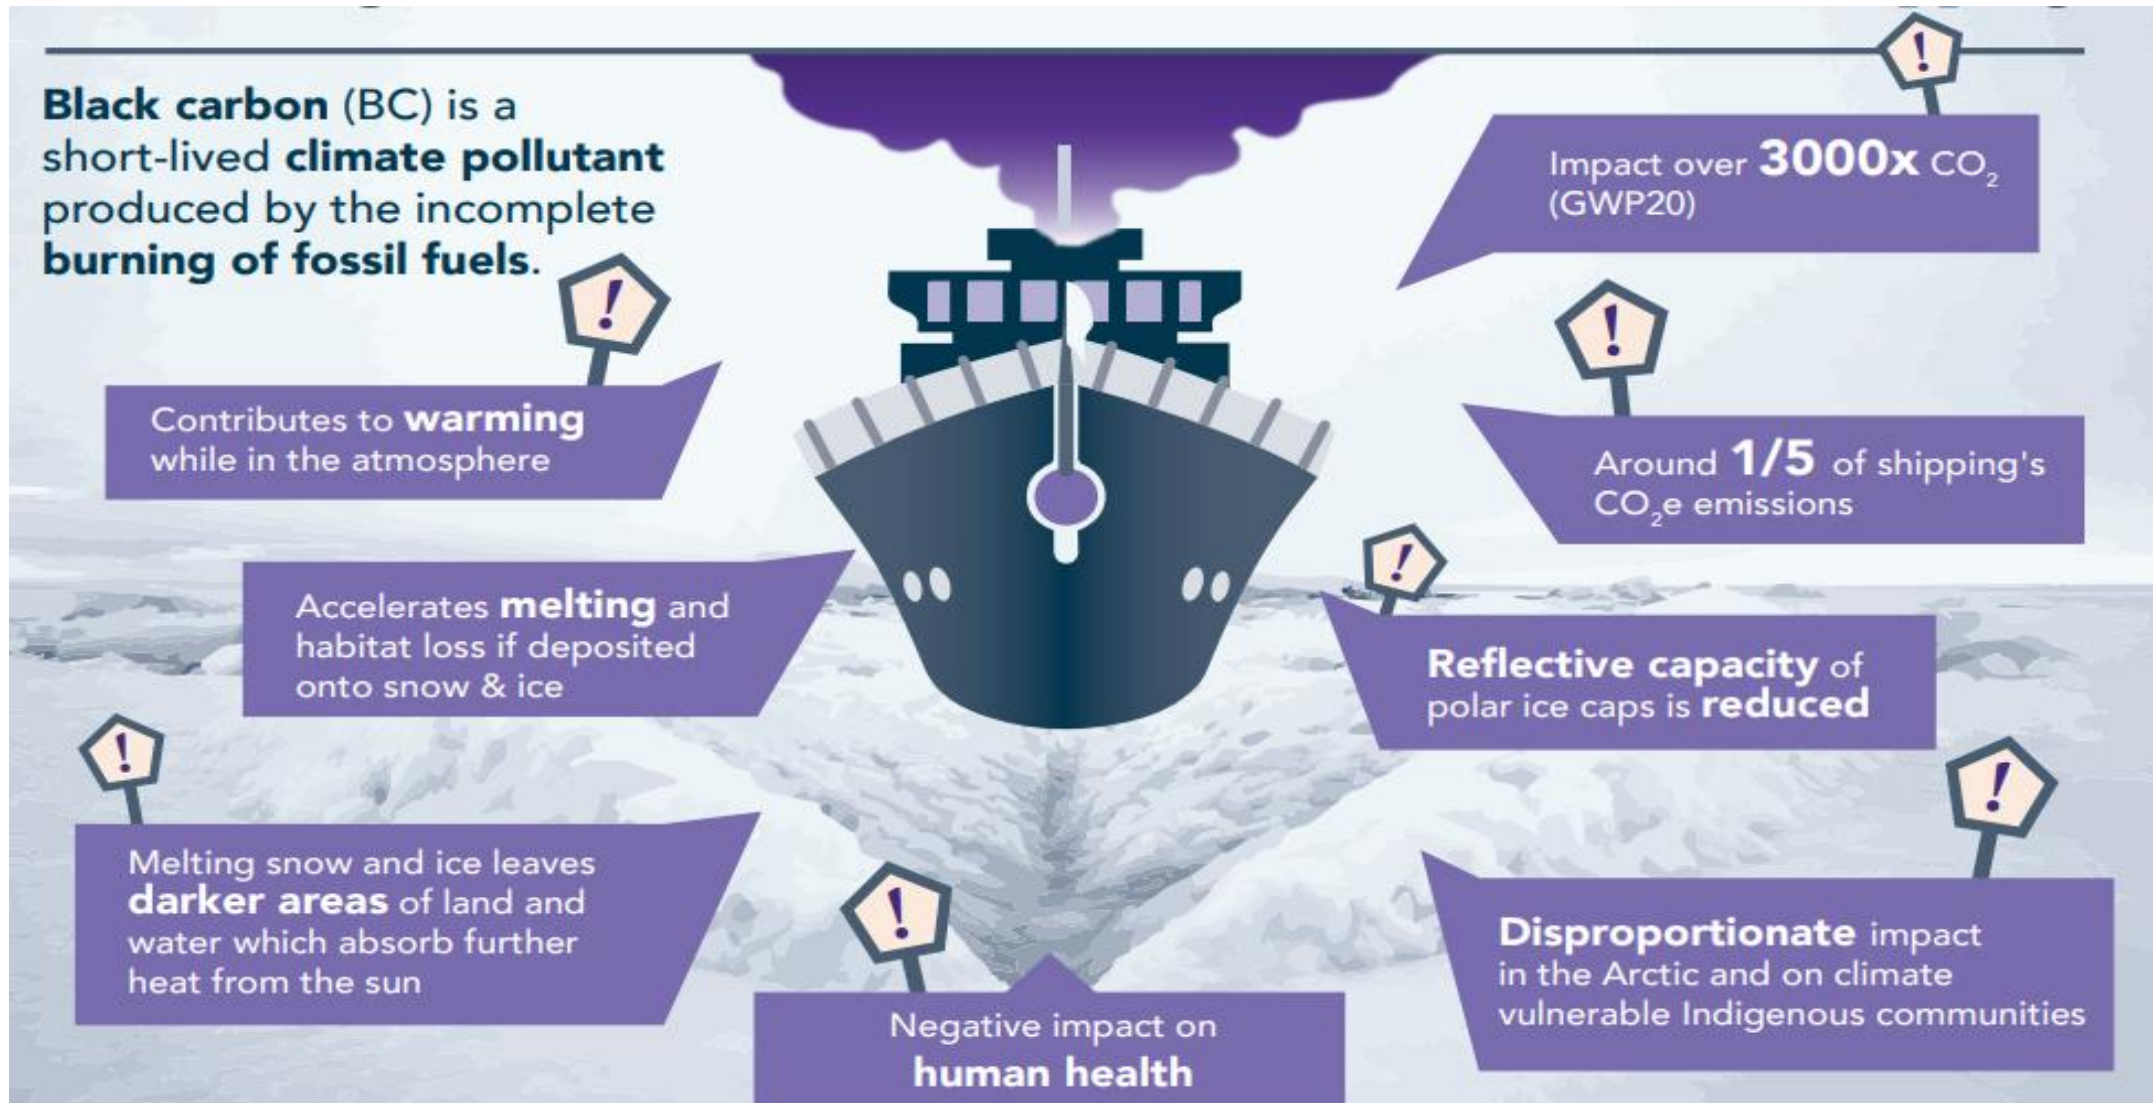 Black carbon (BC) is a
short-lived climate pollutant
produced by the incomplete
burning of fossil fuels.
!
Contributes to warming
while in the atmosphere
Accelerates melting and
habitat loss if deposited
onto snow & ice
!
Melting snow and ice leaves
darker areas of land and
water which absorb further
heat from the sun
!
Negative impact on
human health
!
Impact over 3000x CO₂
(GWP20)
!
Around 1/5 of shipping's
CO₂e emissions
!
Reflective capacity of
polar ice caps is reduced
!
Disproportionate impact
in the Arctic and on climate
vulnerable Indigenous communities